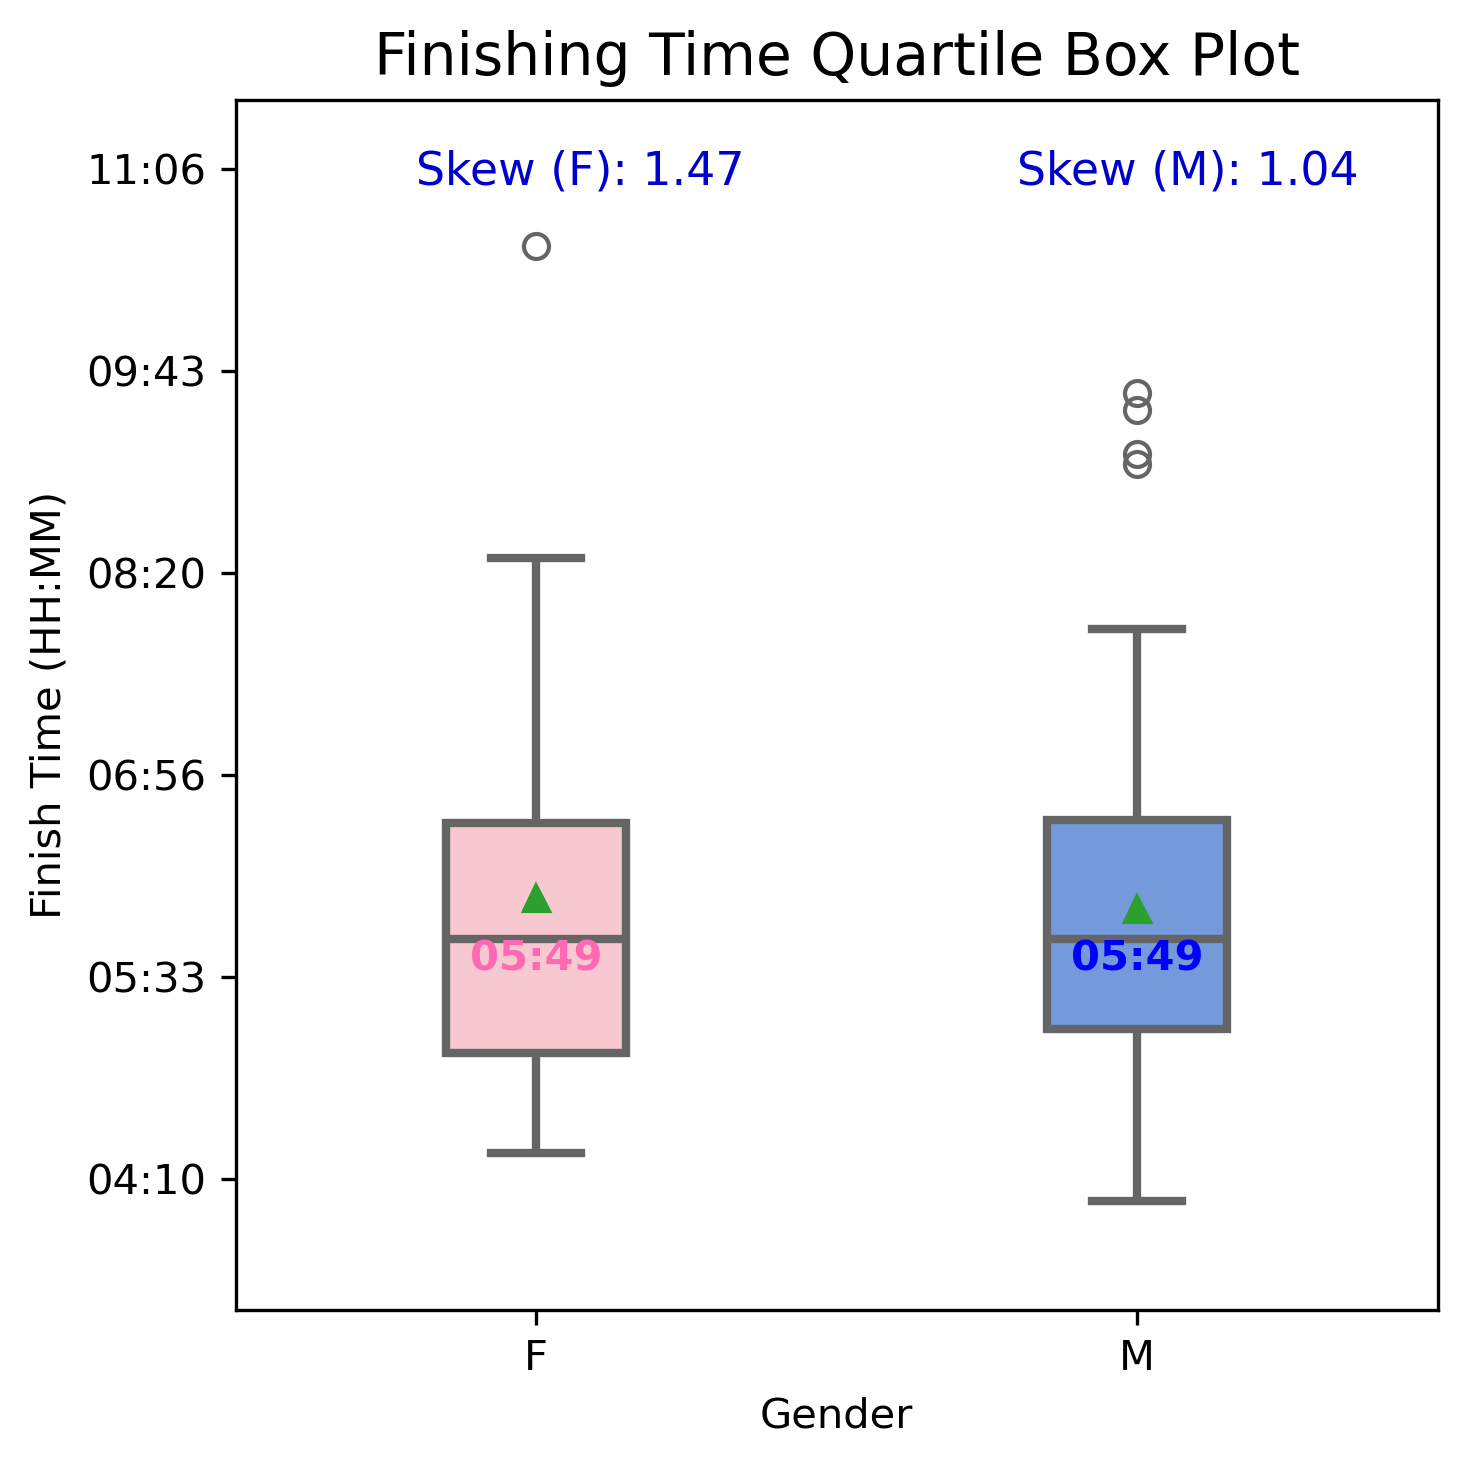 Finishing Time Quartile Box Plot
Skew (F): 1.47
Skew (M): 1.04
11:06
09:43
08:20
06:56
05:33
04:10
Finish Time (HH:MM)
05:49
05:49
F
M
Gender